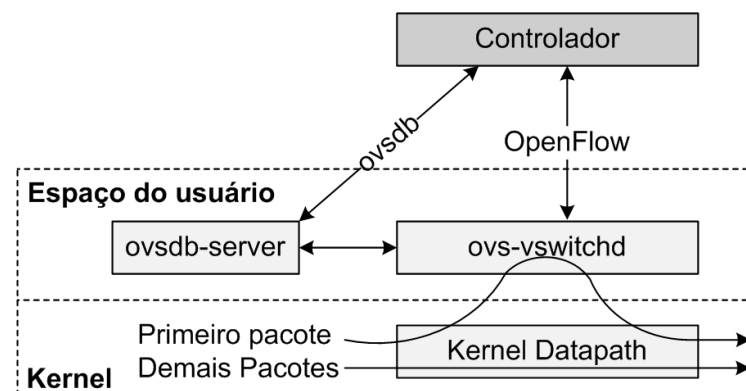 Controlador
ovsdb
OpenFlow
Espaço do usuário
ovsdb-server
ovs-vswitchd
Primeiro pacote
Kernel Datapath
Demais Pacotes
Kernel